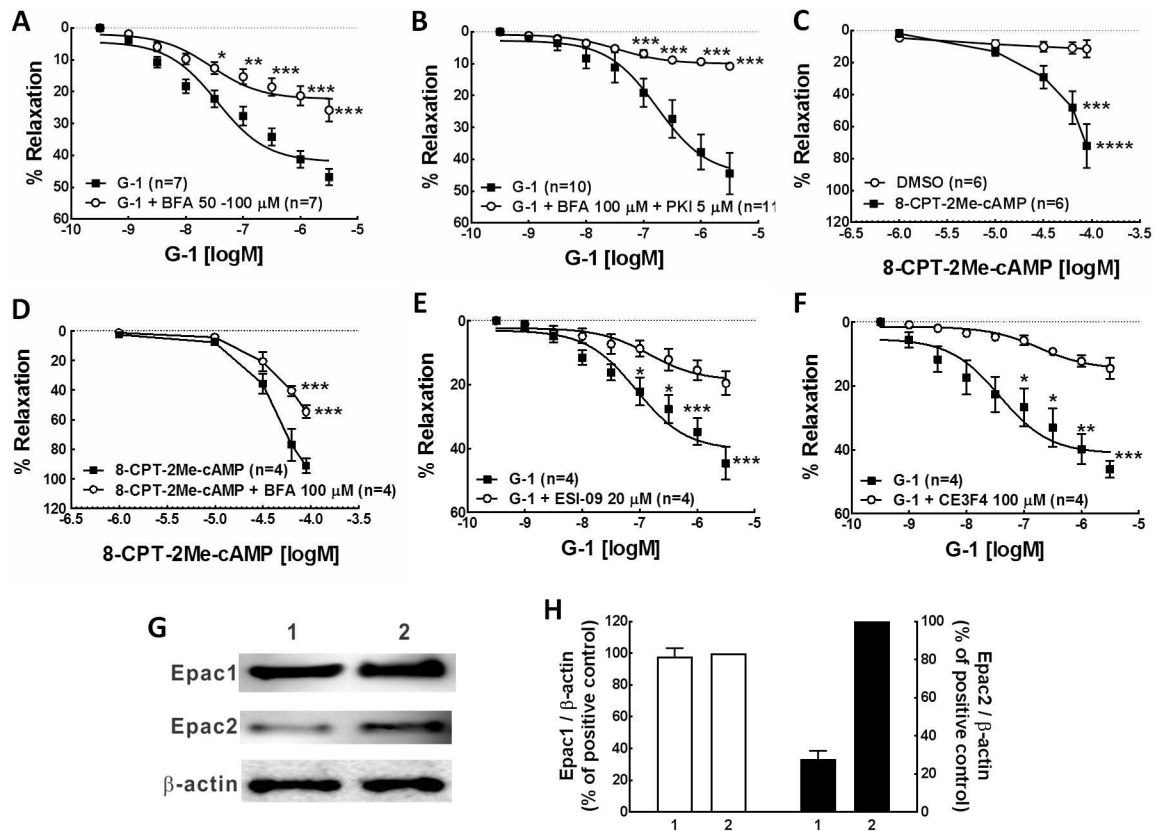 A
0
10
20
30
40
50
60
% Relaxation
*
**
***
***
G-1 (n=7)
G-1 + BFA 50 -100 μM (n=7)
-10 -9 -8 -7 -6 -5
G-1 [logM]
B
0
10
20
30
40
50
60
% Relaxation
***
***
***
***
G-1 (n=10)
G-1 + BFA 100 μM + PKI 5 μM (n=11
-10 -9 -8 -7 -6 -5
G-1 [logM]
C
0
20
40
60
80
100
120
% Relaxation
***
****
DMSO (n=6)
8-CPT-2Me-cAMP (n=6)
-6.5 -6.0 -5.5 -5.0 -4.5 -4.0 -3.5
8-CPT-2Me-cAMP [logM]
D
0
20
40
60
80
100
120
% Relaxation
***
***
8-CPT-2Me-cAMP (n=4)
8-CPT-2Me-cAMP + BFA 100 μM (n=4)
-6.5 -6.0 -5.5 -5.0 -4.5 -4.0 -3.5
8-CPT-2Me-cAMP [logM]
E
0
20
40
60
% Relaxation
*
*
***
***
G-1 (n=4)
G-1 + ESI-09 20 μM (n=4)
-10 -9 -8 -7 -6 -5
G-1 [logM]
F
0
20
40
60
% Relaxation
*
*
**
***
G-1 (n=4)
G-1 + CE3F4 100 μM (n=4)
-10 -9 -8 -7 -6 -5
G-1 [logM]
G
1 2
Epac1
Epac2
β-actin
H
Epac1 / β-actin
(% of positive control)
120
100
80
60
40
20
0
1 2 1 2
100
80
60
40
20
0
Epac2 / β-actin
(% of positive control)